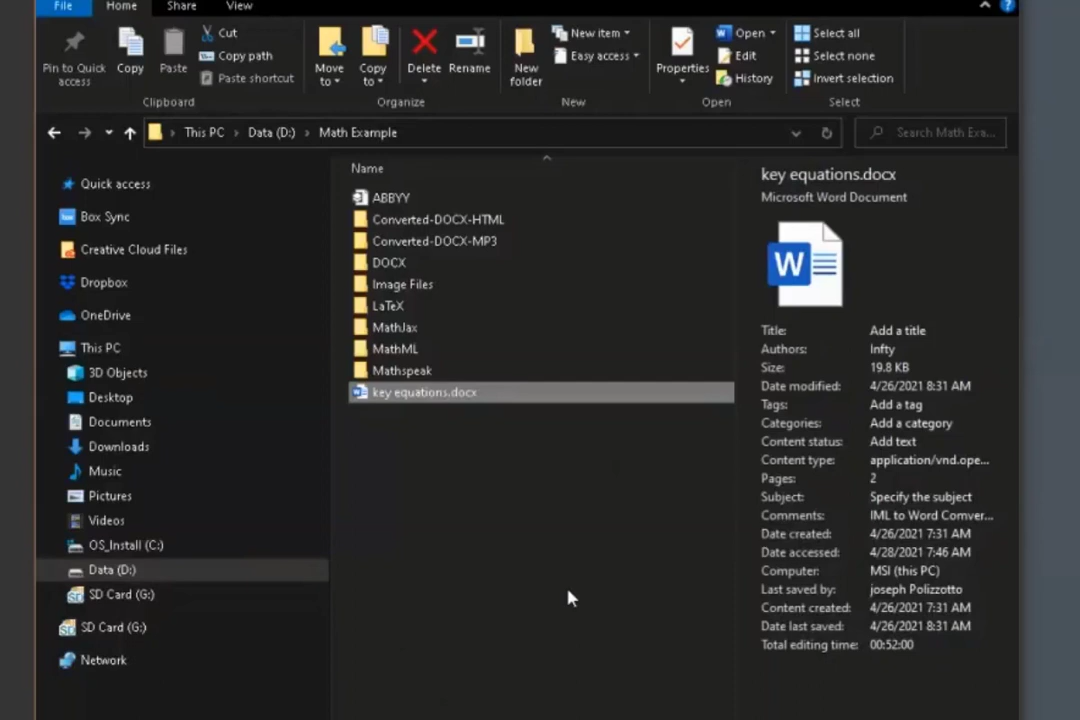 File Home Share View
Pin to Quick access
Copy
Paste
Cut
Copy path
Paste shortcut
Clipboard
Move to
Copy to
Delete
Rename
Organize
New folder
New item
Easy access
New
Properties
Open
Edit
History
Open
Select all
Select none
Invert selection
Select
This PC > Data (D:) > Math Example
Search Math Exa...
Quick access
Box Sync
Creative Cloud Files
Dropbox
OneDrive
This PC
3D Objects
Desktop
Documents
Downloads
Music
Pictures
Videos
OS_Install (C:)
Data (D:)
SD Card (G:)
SD Card (G:)
Network
Name
ABBYY
Converted-DOCX-HTML
Converted-DOCX-MP3
DOCX
Image Files
LaTeX
MathJax
MathML
Mathspeak
key equations.docx
key equations.docx
Microsoft Word Document
W
Title: Add a title
Authors: Infty
Size: 19.8 KB
Date modified: 4/26/2021 8:31 AM
Tags: Add a tag
Categories: Add a category
Content status: Add text
Content type: application/vnd.ope...
Pages: 2
Subject: Specify the subject
Comments: IML to Word Comver...
Date created: 4/26/2021 7:31 AM
Date accessed: 4/28/2021 7:46 AM
Computer: MSI (this PC)
Last saved by: joseph Polizzotto
Content created: 4/26/2021 7:31 AM
Date last saved: 4/26/2021 8:31 AM
Total editing time: 00:52:00